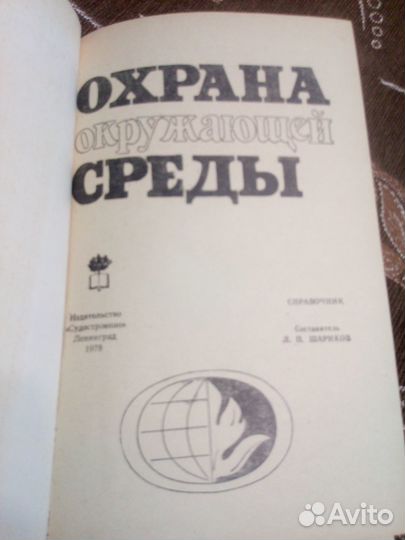 ОХРАНА
окружающей
СРЕДЫ
Издательство
«Судостроение»
Ленинград
1978
СПРАВОЧНИК
Составитель
Л. П. ШАРИКОВ
Avito